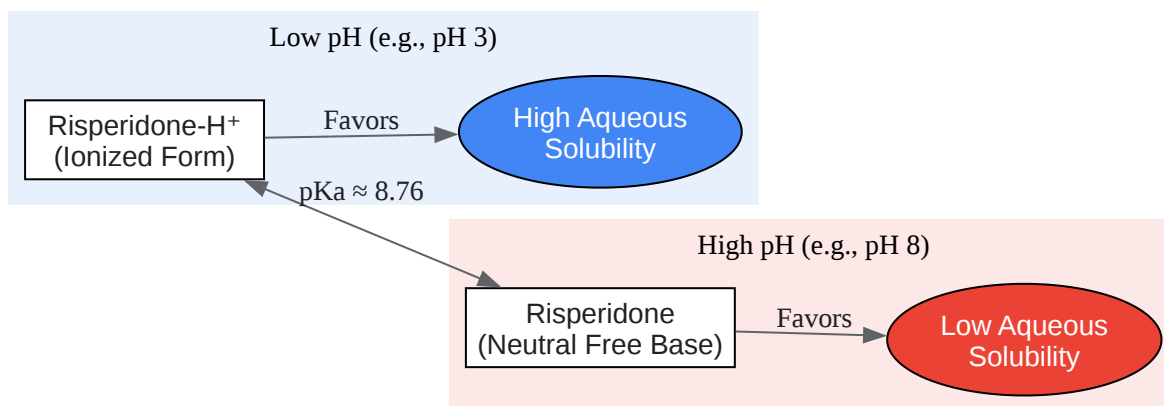 Low pH (e.g., pH 3)
Risperidone-H⁺
(Ionized Form)
Favors
High Aqueous
Solubility
pKa ≈ 8.76
High pH (e.g., pH 8)
Risperidone
(Neutral Free Base)
Favors
Low Aqueous
Solubility